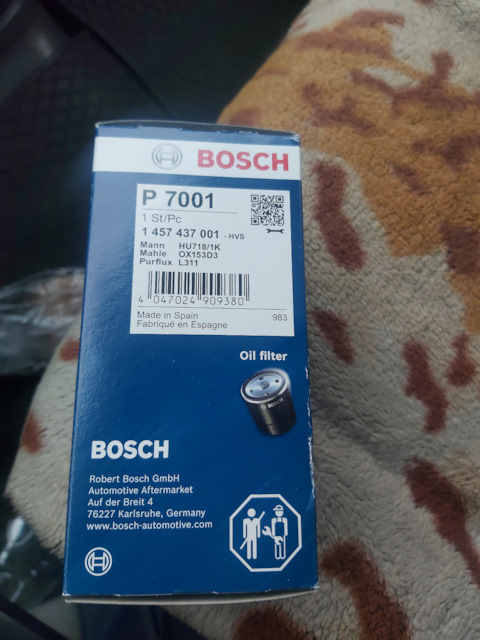 BOSCH
P 7001
1 St/Pc
1 457 437 001 - HVS
Mann HU718/1K
Mahle OX153D3
Purflux L311
4 047024 909380
Made in Spain
Fabriqué en Espagne 983
Oil filter
BOSCH
BOSCH
Robert Bosch GmbH
Automotive Aftermarket
Auf der Breit 4
76227 Karlsruhe, Germany
www.bosch-automotive.com